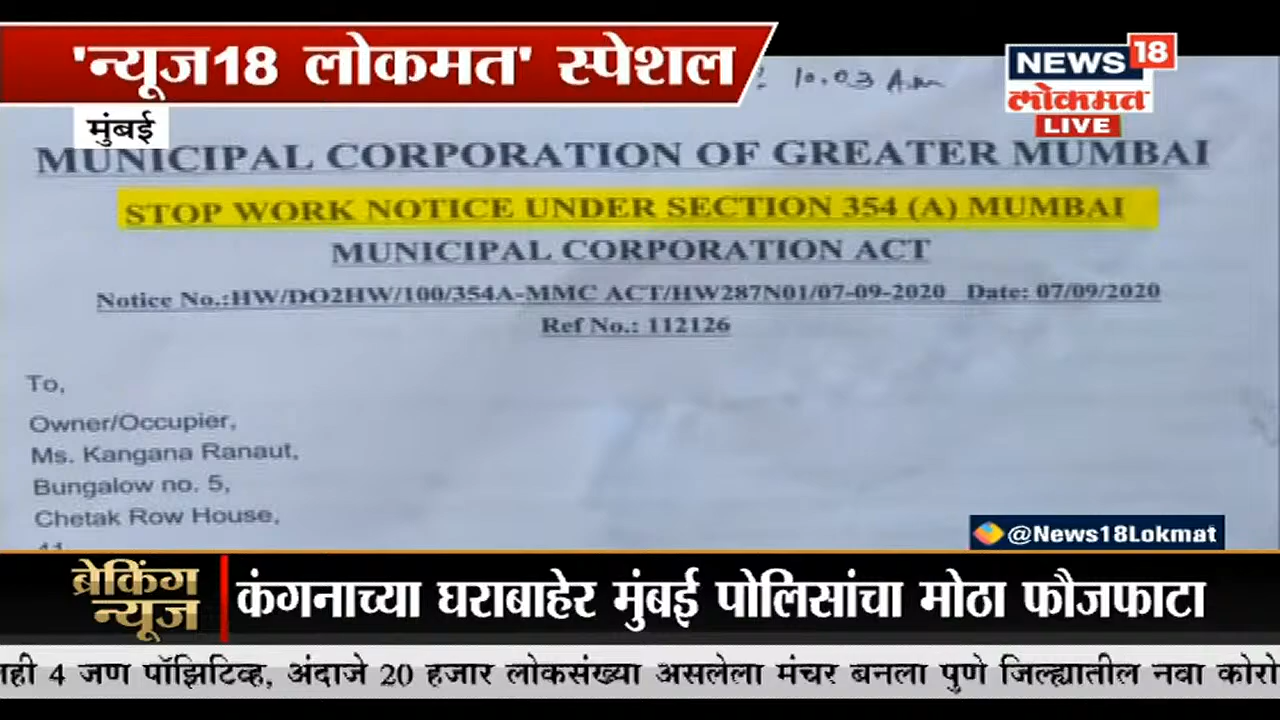 'न्यूज18 लोकमत' स्पेशल
NEWS 18
लोकमत
LIVE
मुंबई
10.03 A.m
MUNICIPAL CORPORATION OF GREATER MUMBAI
STOP WORK NOTICE UNDER SECTION 354 (A) MUMBAI
MUNICIPAL CORPORATION ACT
Notice No.:HW/DO2HW/100/354A-MMC ACT/HW287N01/07-09-2020 Date: 07/09/2020
Ref No.: 112126
To,
Owner/Occupier,
Ms. Kangana Ranaut,
Bungalow no. 5,
Chetak Row House,
@News18Lokmat
ब्रेकिंग
न्यूज
कंगनाच्या घराबाहेर मुंबई पोलिसांचा मोठा फौजफाटा
4 जण पॉझिटिव्ह, अंदाजे 20 हजार लोकसंख्या असलेला मंचर बनला पुणे जिल्ह्यातील नवा